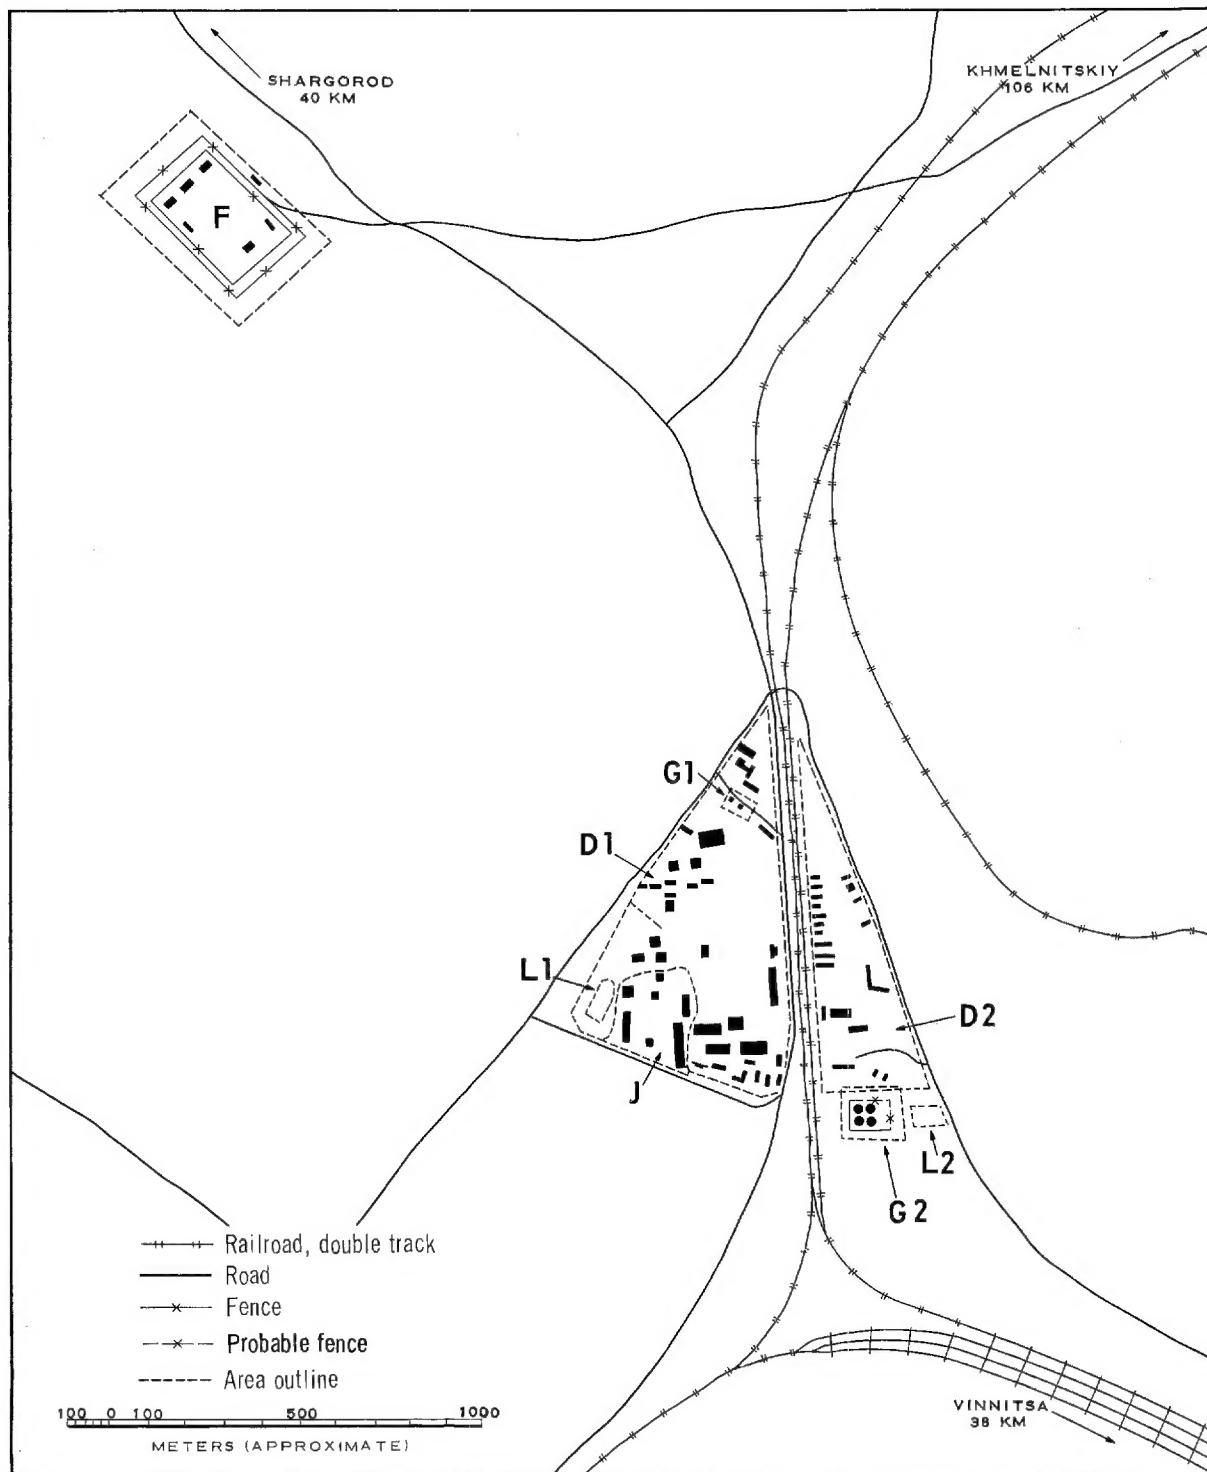 SHARGOROD
40 KM
KHMELNITSKIY
106 KM
F
G1
D1
L1
D2
J
L2
G2
Railroad, double track
Road
Fence
Probable fence
Area outline
100 0 100 500 1000
METERS (APPROXIMATE)
VINNITSA
38 KM